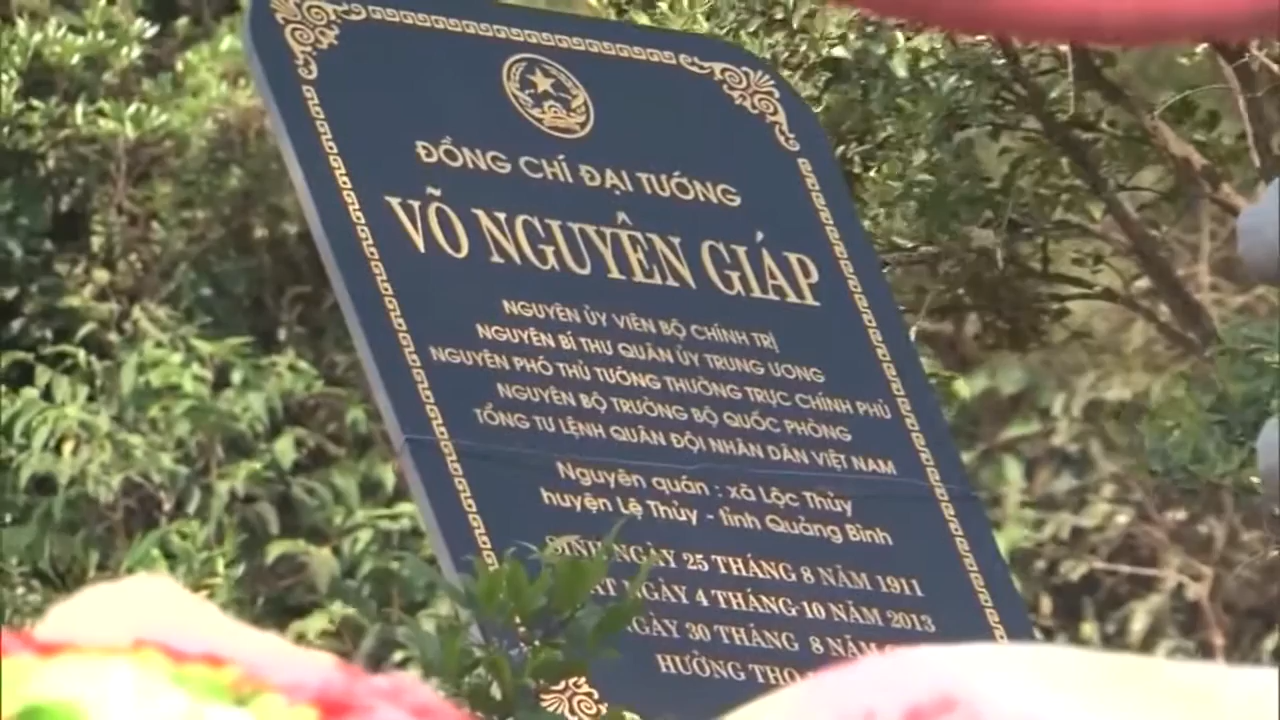 ĐỒNG CHÍ ĐẠI TƯỚNG
VÕ NGUYÊN GIÁP
NGUYÊN ỦY VIÊN BỘ CHÍNH TRỊ
NGUYÊN BÍ THƯ QUÂN ỦY TRUNG ƯƠNG
NGUYÊN PHÓ THỦ TƯỚNG THƯỜNG TRỰC CHÍNH PHỦ
NGUYÊN BỘ TRƯỞNG BỘ QUỐC PHÒNG
TỔNG TƯ LỆNH QUÂN ĐỘI NHÂN DÂN VIỆT NAM
Nguyên quán : xã Lộc Thủy
huyện Lệ Thủy - tỉnh Quảng Bình
SINH NGÀY 25 THÁNG 8 NĂM 1911
NGÀY 4 THÁNG 10 NĂM 2013
30 THÁNG 8 NĂM
HƯỞNG THỌ